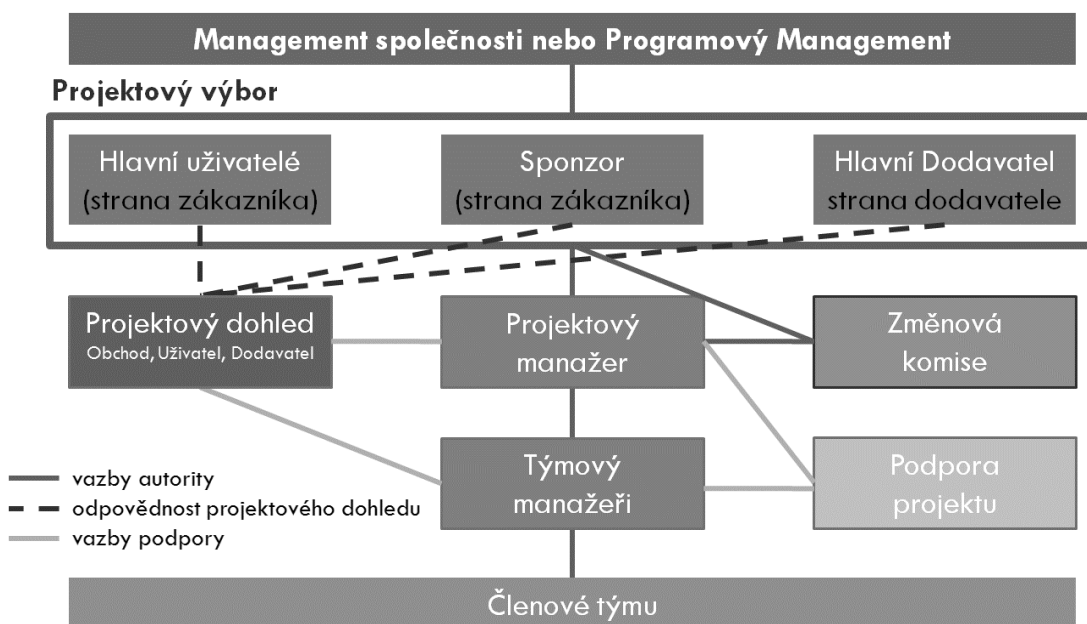 Management společnosti nebo Programový Management
Projektový výbor
Hlavní uživatelé
(strana zákazníka)
Sponzor
(strana zákazníka)
Hlavní Dodavatel
strana dodavatele
Projektový dohled
Obchod, Uživatel, Dodavatel
Projektový
manažer
Změnová
komise
Týmový
manažeři
Podpora
projektu
vazby autority
odpovědnost projektového dohledu
vazby podpory
Členové týmu